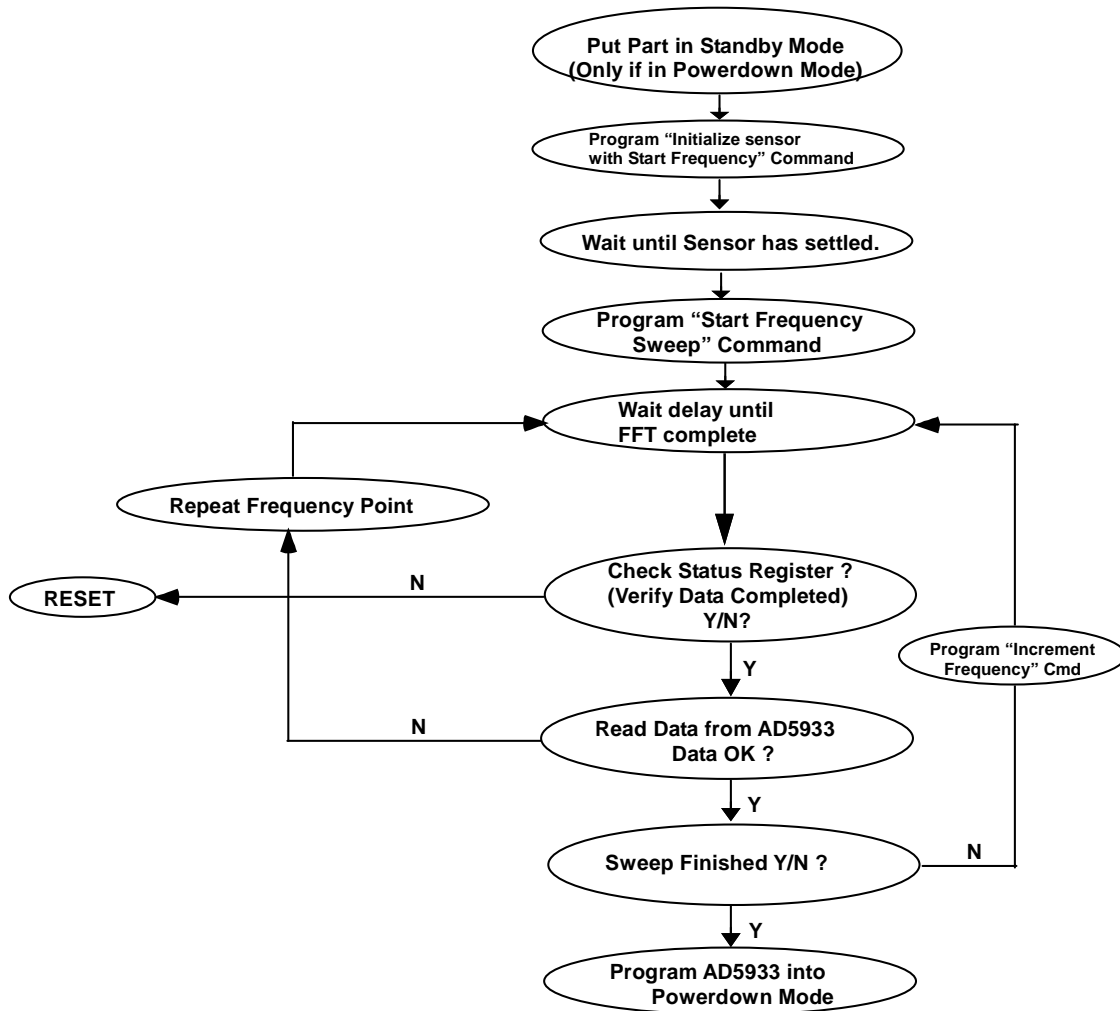 Put Part in Standby Mode
(Only if in Powerdown Mode)
Program “Initialize sensor
with Start Frequency” Command
Wait until Sensor has settled.
Program “Start Frequency
Sweep” Command
Wait delay until
FFT complete
Repeat Frequency Point
Check Status Register ?
(Verify Data Completed)
Y/N?
N
RESET
Program “Increment
Frequency” Cmd
Y
Read Data from AD5933
Data OK ?
N
Y
Sweep Finished Y/N ?
N
Y
Program AD5933 into
Powerdown Mode